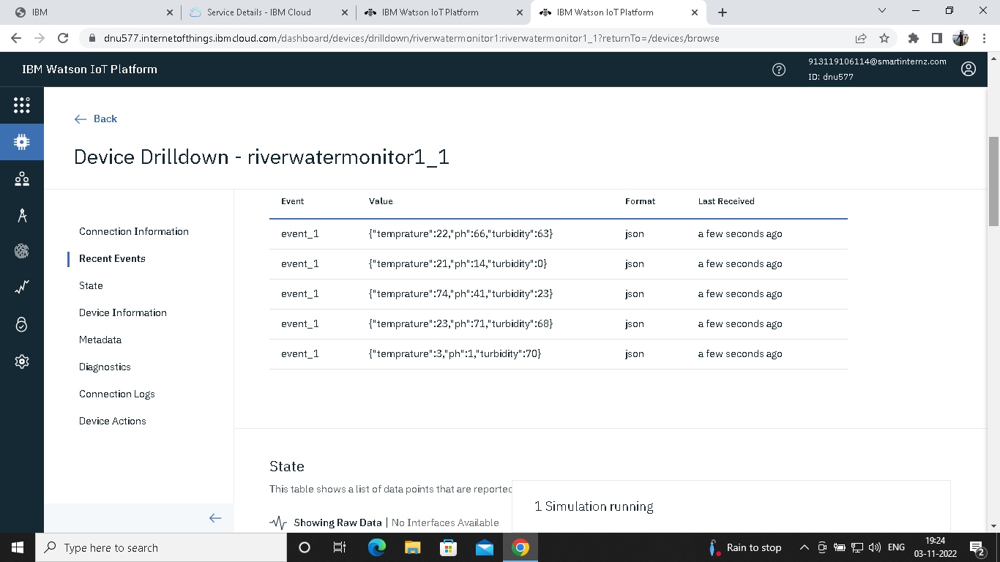 IBM
Service Details - IBM Cloud
IBM Watson IoT Platform
IBM Watson IoT Platform
dnu577.internetofthings.ibmcloud.com/dashboard/devices/drilldown/riverwatermonitor1:riverwatermonitor1_1?returnTo=/devices/browse
IBM Watson IoT Platform
913119106114@smartinternz.com
ID: dnu577
Back
Device Drilldown - riverwatermonitor1_1
Connection Information
Recent Events
State
Device Information
Metadata
Diagnostics
Connection Logs
Device Actions
Event Value Format Last Received
event_1 {"temprature":22,"ph":66,"turbidity":63} json a few seconds ago
event_1 {"temprature":21,"ph":14,"turbidity":0} json a few seconds ago
event_1 {"temprature":74,"ph":41,"turbidity":23} json a few seconds ago
event_1 {"temprature":23,"ph":71,"turbidity":68} json a few seconds ago
event_1 {"temprature":3,"ph":1,"turbidity":70} json a few seconds ago
State
This table shows a list of data points that are reported
Showing Raw Data | No Interfaces Available
1 Simulation running
Type here to search
Rain to stop
ENG
19:24
03-11-2022
2